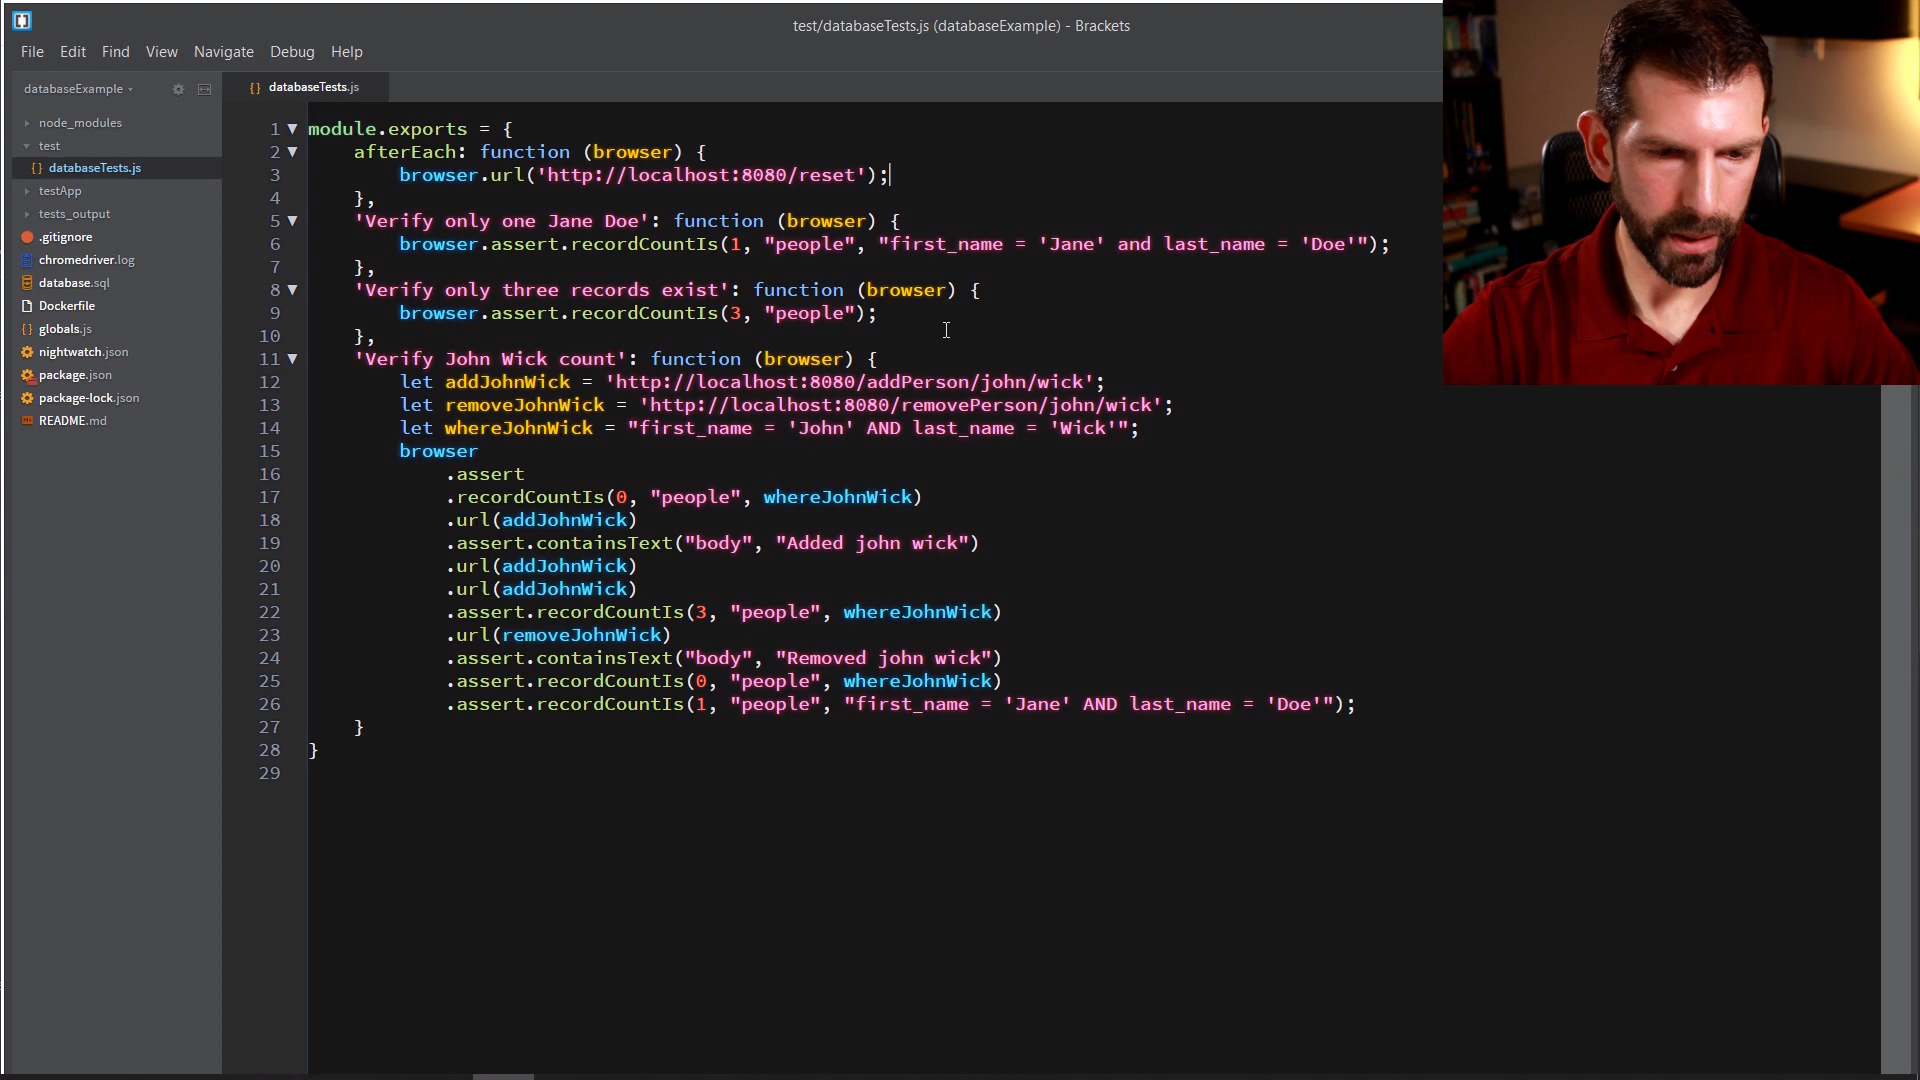 test/databaseTests.js (databaseExample) - Brackets
File Edit Find View Navigate Debug Help
databaseExample
node_modules
test
databaseTests.js
testApp
tests_output
.gitignore
chromedriver.log
database.sql
Dockerfile
globals.js
nightwatch.json
package.json
package-lock.json
README.md
databaseTests.js
1 module.exports = {
2 afterEach: function (browser) {
3 browser.url('http://localhost:8080/reset');
4 },
5 'Verify only one Jane Doe': function (browser) {
6 browser.assert.recordCountIs(1, "people", "first_name = 'Jane' and last_name = 'Doe'");
7 },
8 'Verify only three records exist': function (browser) {
9 browser.assert.recordCountIs(3, "people");
10 },
11 'Verify John Wick count': function (browser) {
12 let addJohnWick = 'http://localhost:8080/addPerson/john/wick';
13 let removeJohnWick = 'http://localhost:8080/removePerson/john/wick';
14 let whereJohnWick = "first_name = 'John' AND last_name = 'Wick'";
15 browser
16 .assert
17 .recordCountIs(0, "people", whereJohnWick)
18 .url(addJohnWick)
19 .assert.containsText("body", "Added john wick")
20 .url(addJohnWick)
21 .url(addJohnWick)
22 .assert.recordCountIs(3, "people", whereJohnWick)
23 .url(removeJohnWick)
24 .assert.containsText("body", "Removed john wick")
25 .assert.recordCountIs(0, "people", whereJohnWick)
26 .assert.recordCountIs(1, "people", "first_name = 'Jane' AND last_name = 'Doe'");
27 }
28 }
29